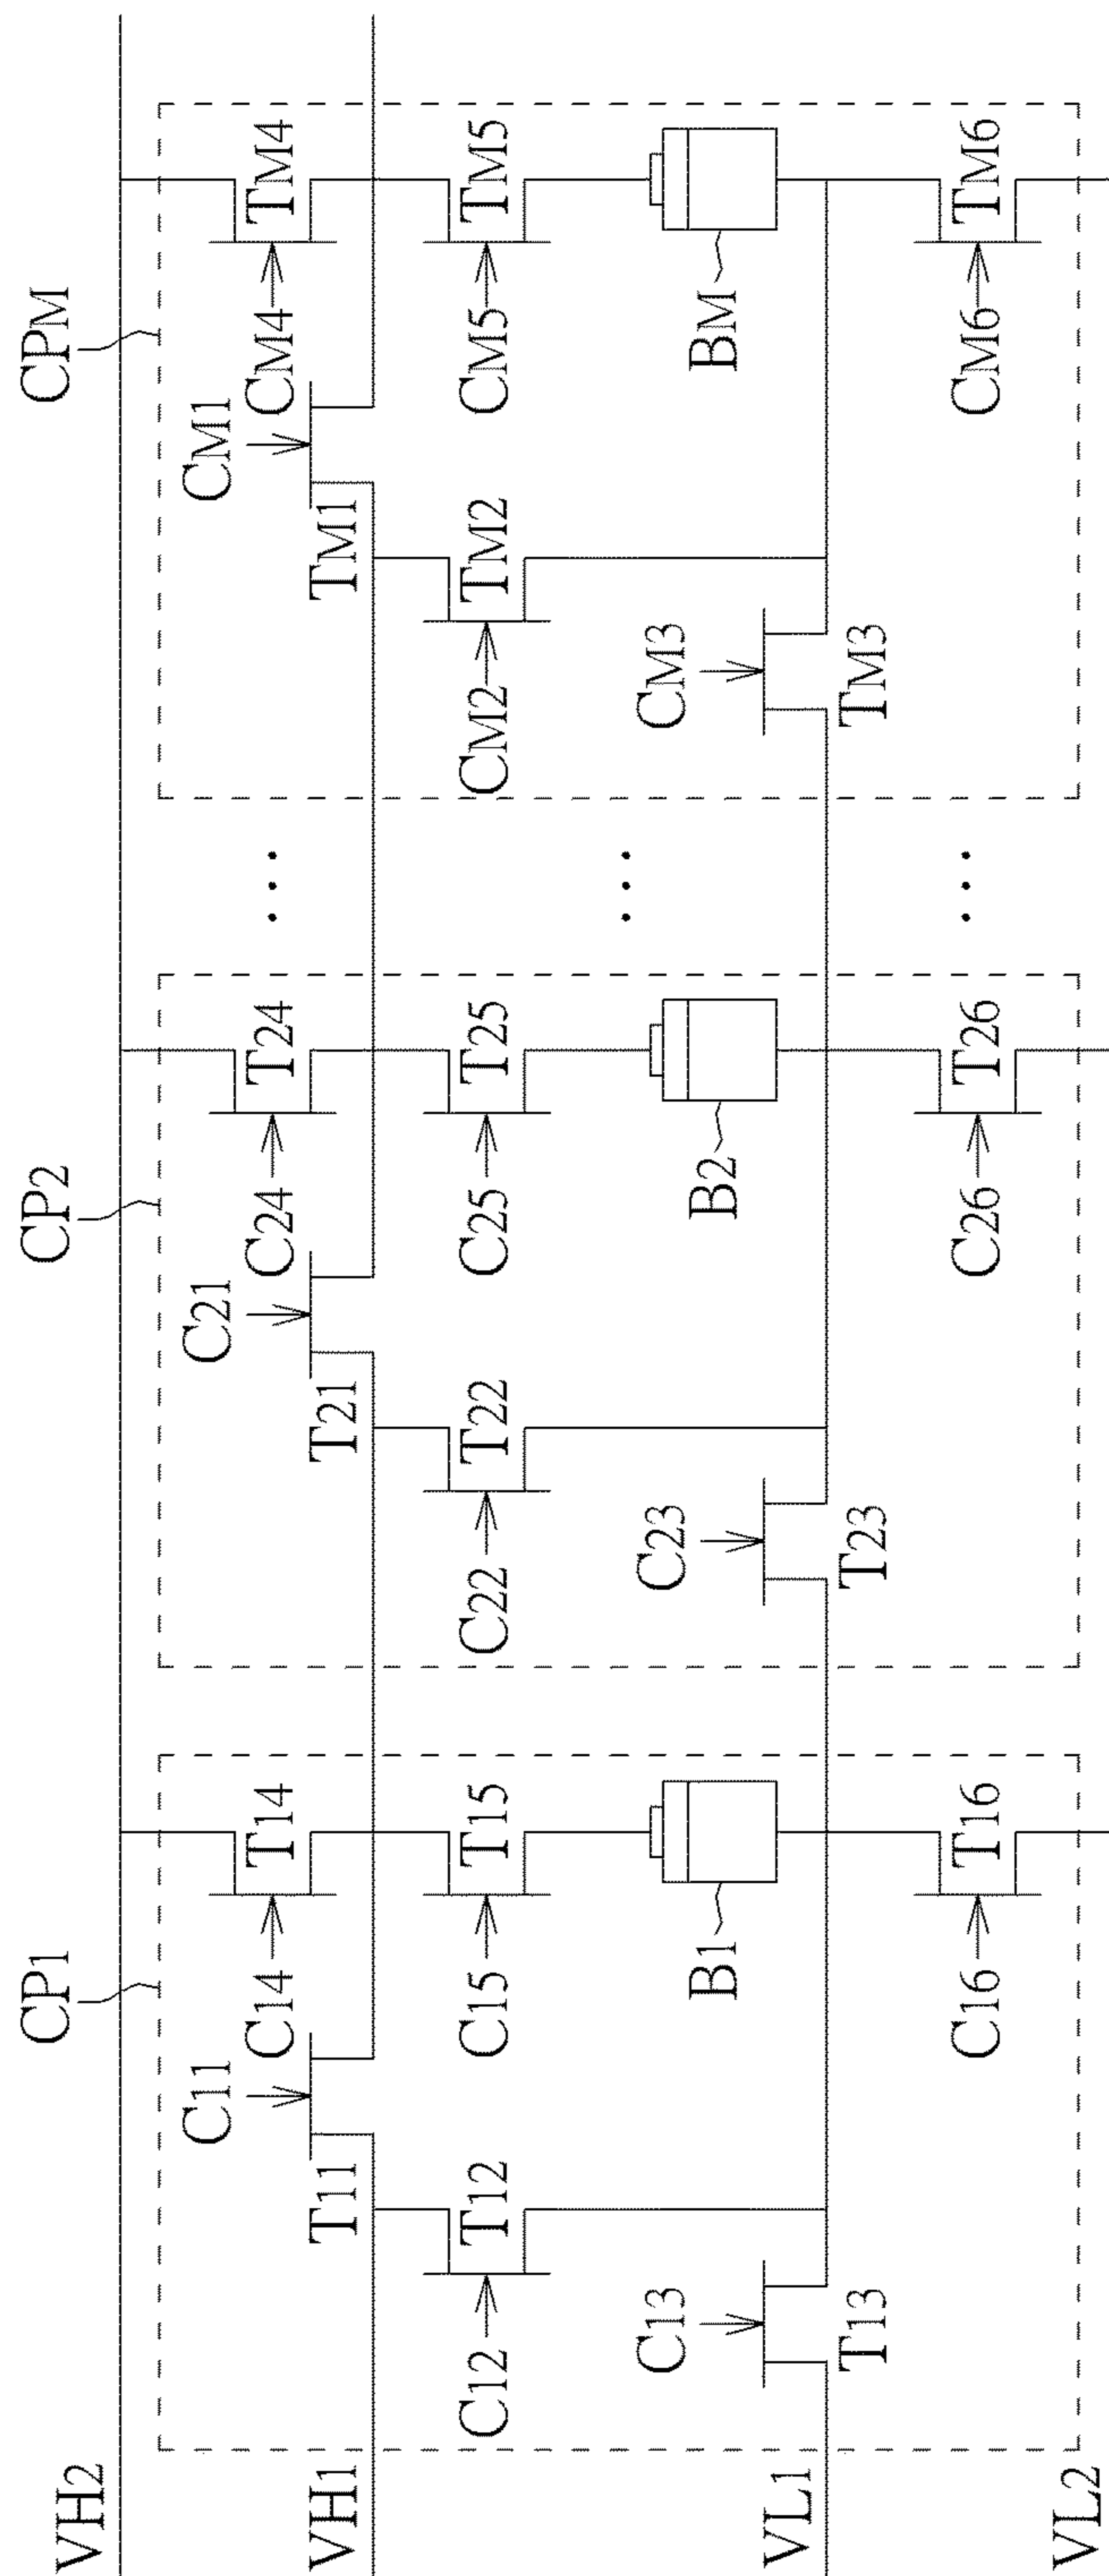 CP1
CP2
CPM
VH2
C11
C14
T14
C21
C24
T24
CM1
CM4
TM4
VH1
T11
T21
TM1
C12
T12
C15
T15
C22
T22
C25
T25
CM2
TM2
CM5
TM5
...
...
...
C13
B1
C23
B2
CM3
BM
VL1
T13
T23
TM3
C16
T16
C26
T26
CM6
TM6
VL2